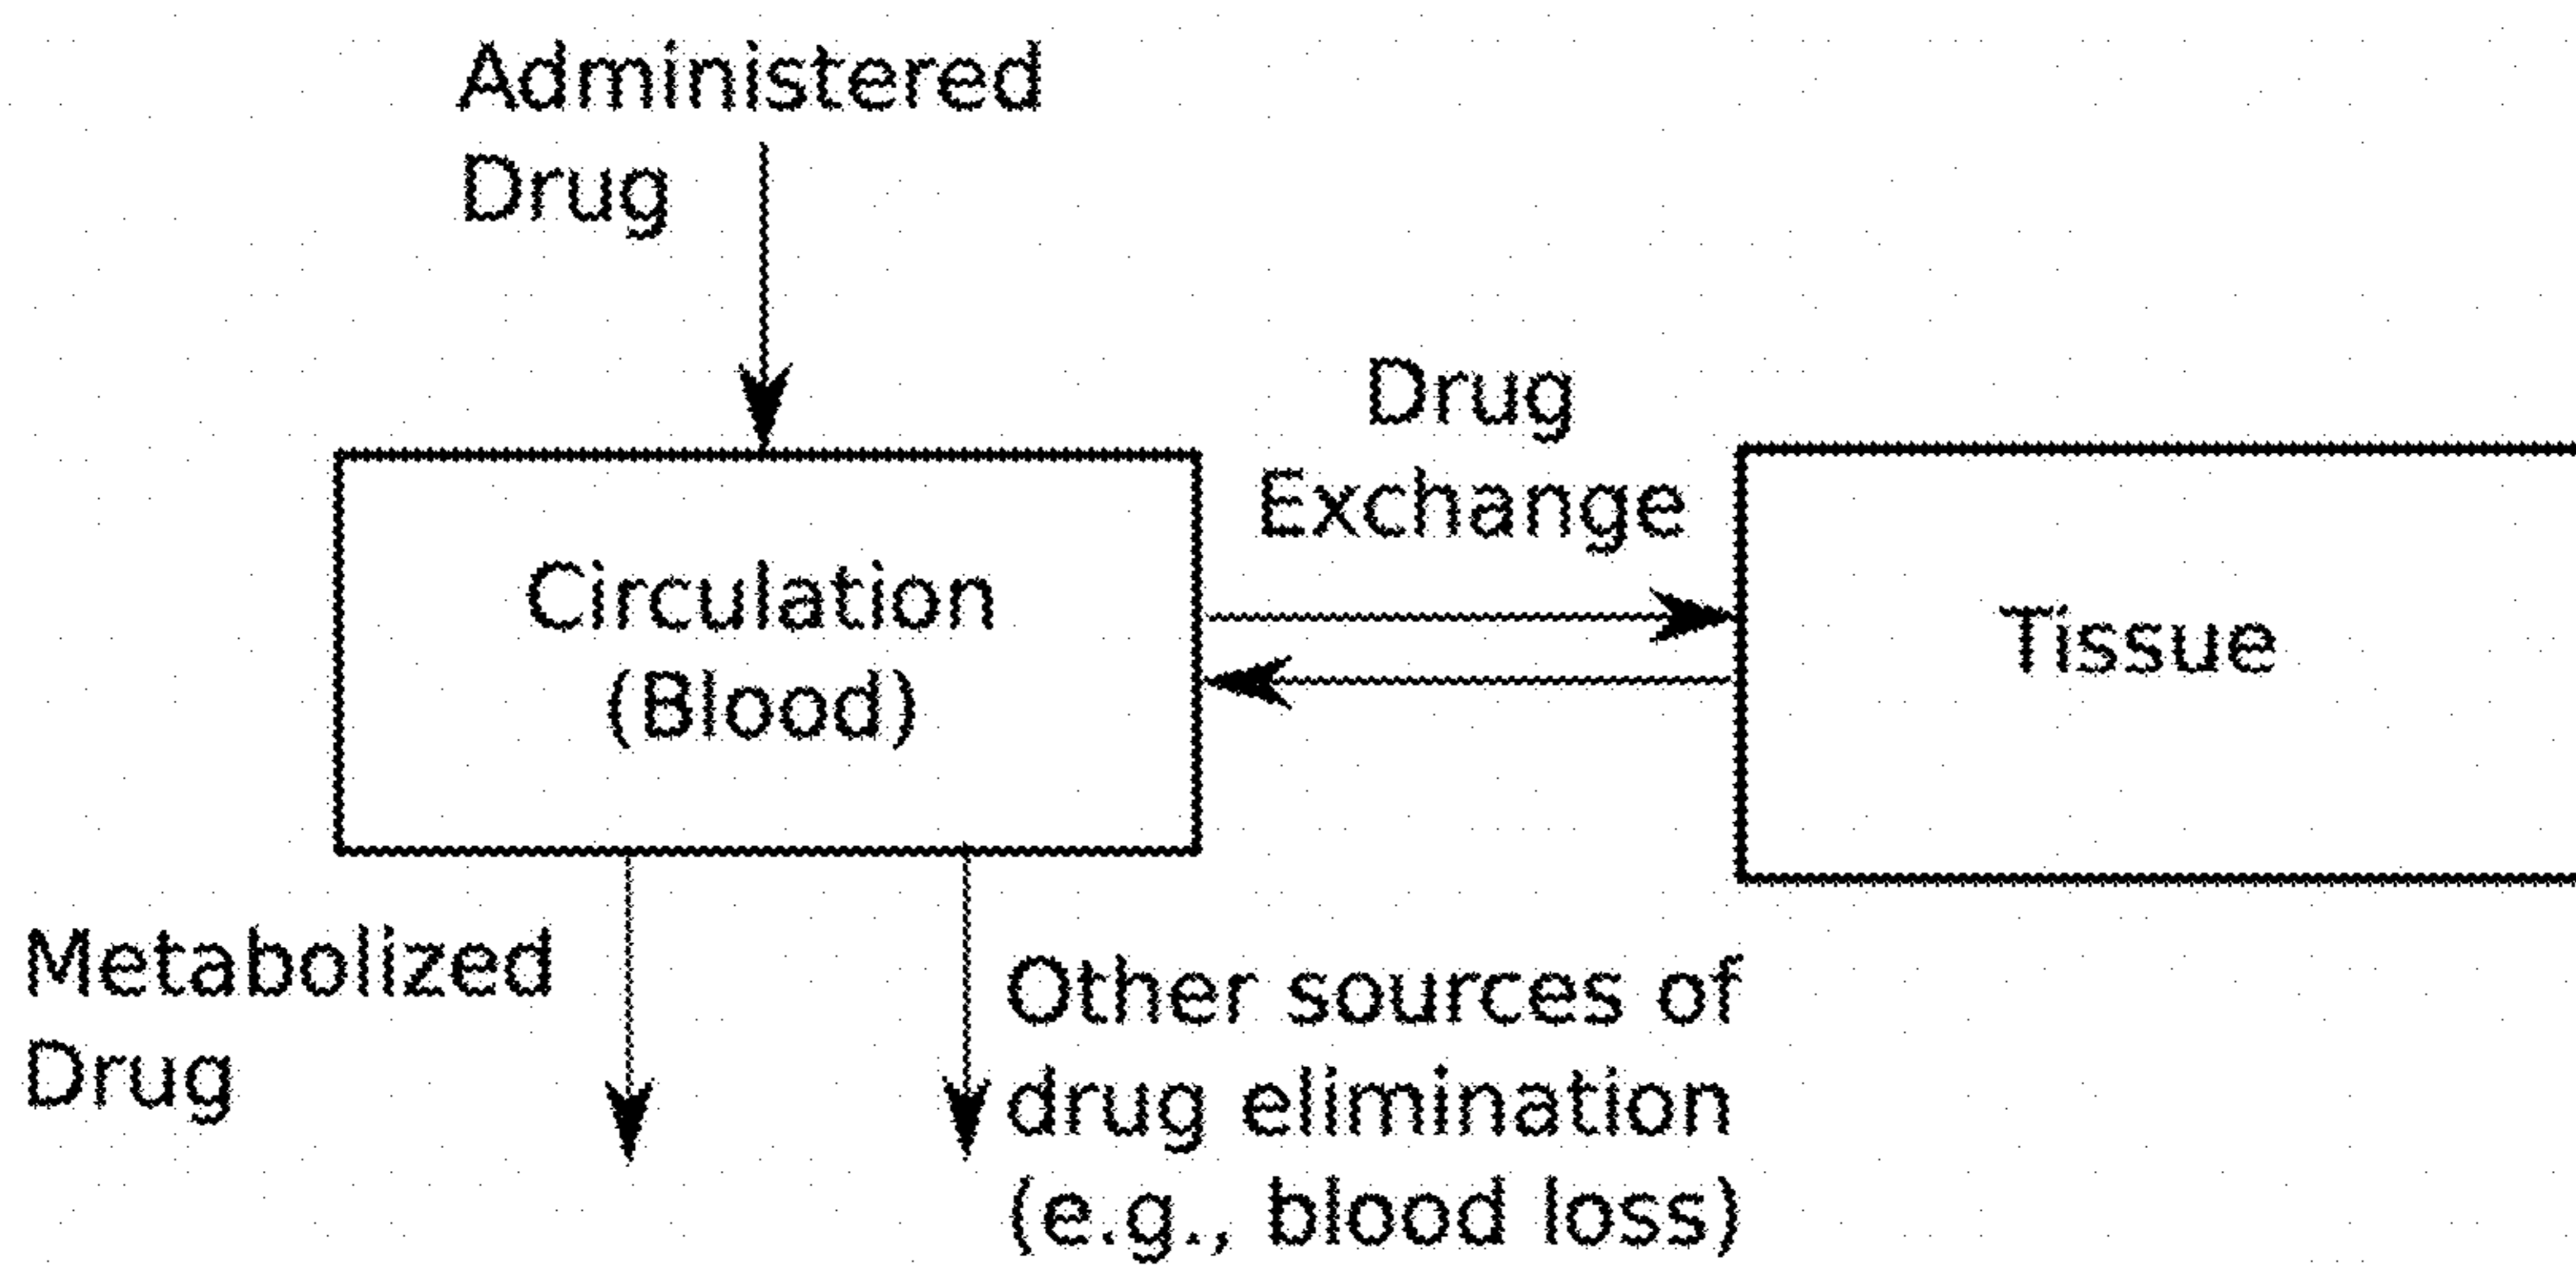 Administered
Drug
Drug
Exchange
Circulation
(Blood)
Tissue
Metabolized
Drug
Other sources of
drug elimination
(e.g., blood loss)